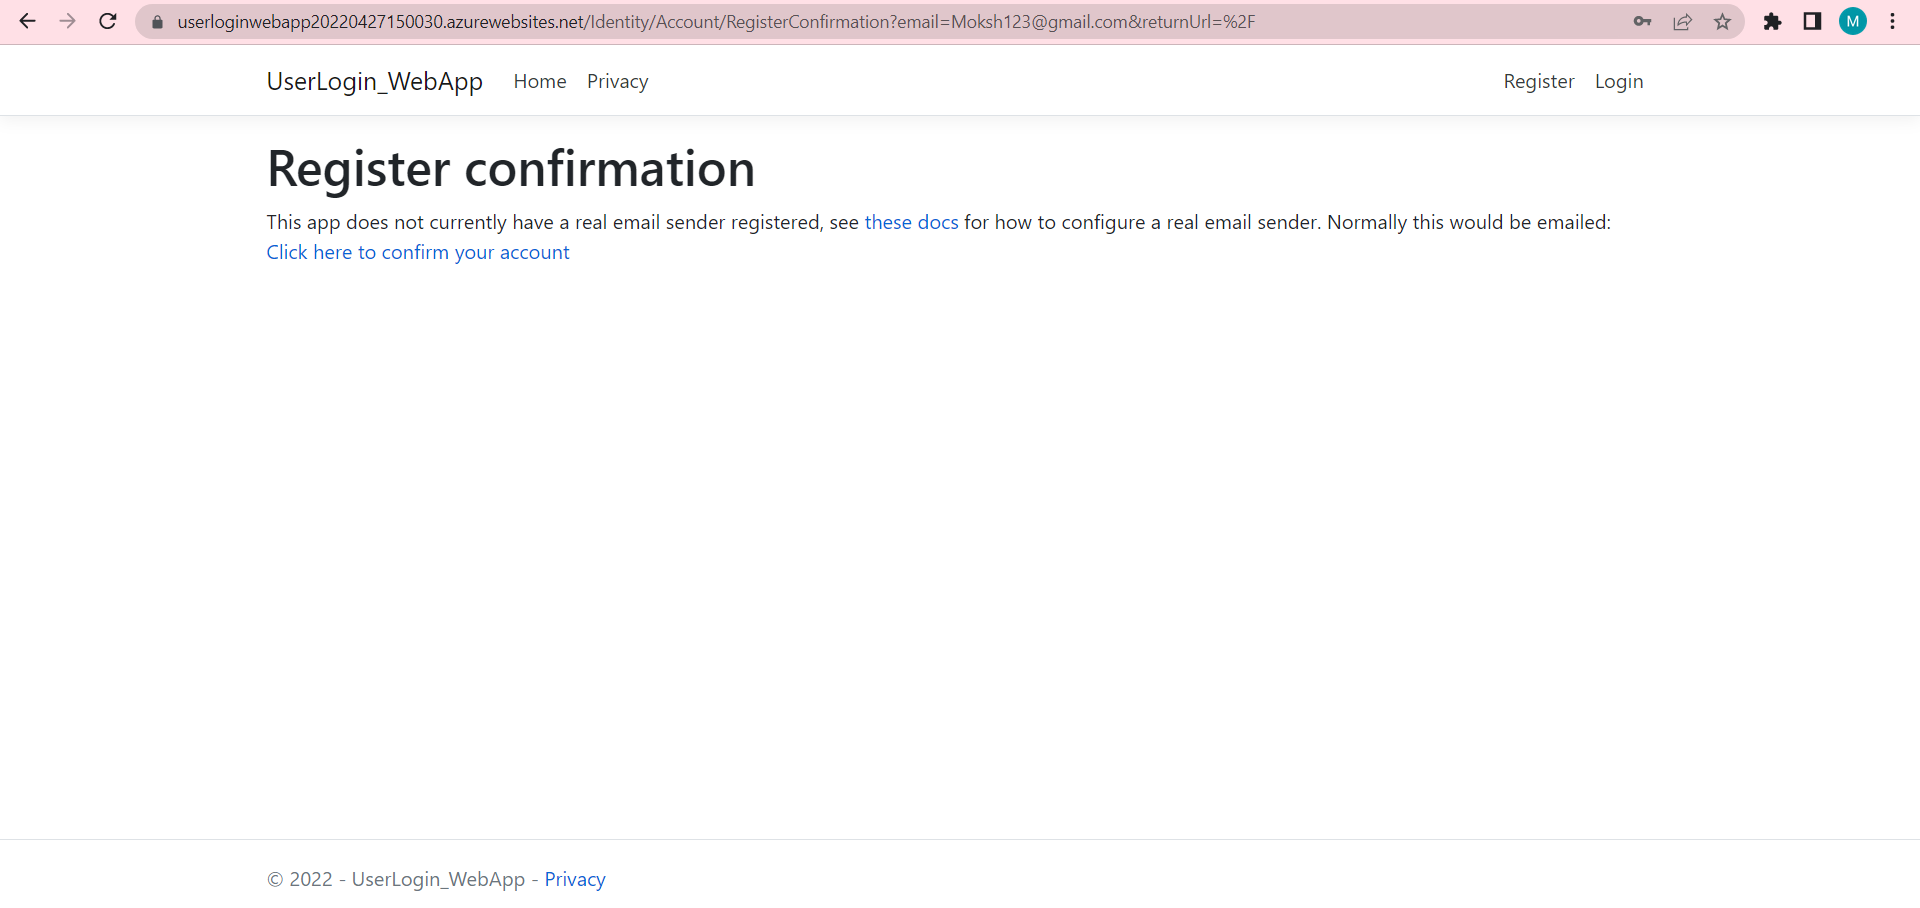 userloginwebapp20220427150030.azurewebsites.net/Identity/Account/RegisterConfirmation?email=Moksh123@gmail.com&returnUrl=%2F
M
UserLogin_WebApp Home Privacy Register Login
Register confirmation
This app does not currently have a real email sender registered, see these docs for how to configure a real email sender. Normally this would be emailed:
Click here to confirm your account
© 2022 - UserLogin_WebApp - Privacy